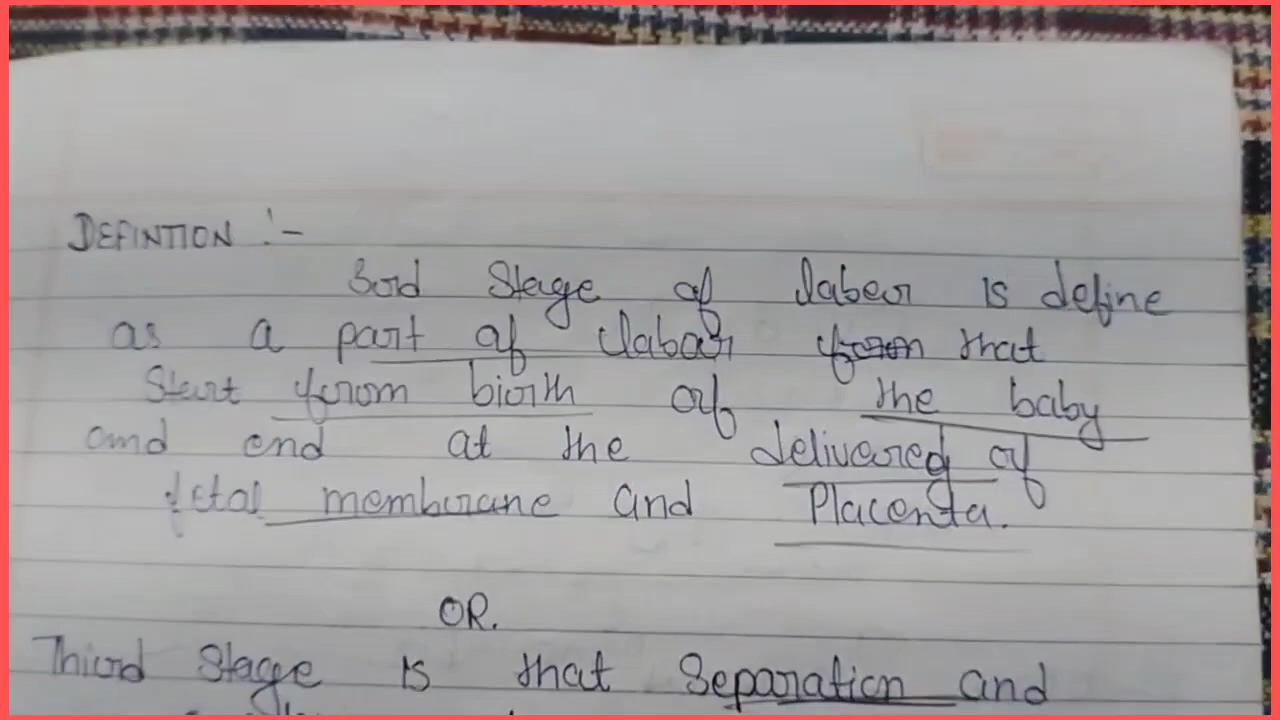 DEFINTION :-
3rd Stage of labour is define
as a part of labour that
Start from birth of the baby
and end at the delivered of
fetal membrane and Placenta.
OR.
Third Stage is that Separation and